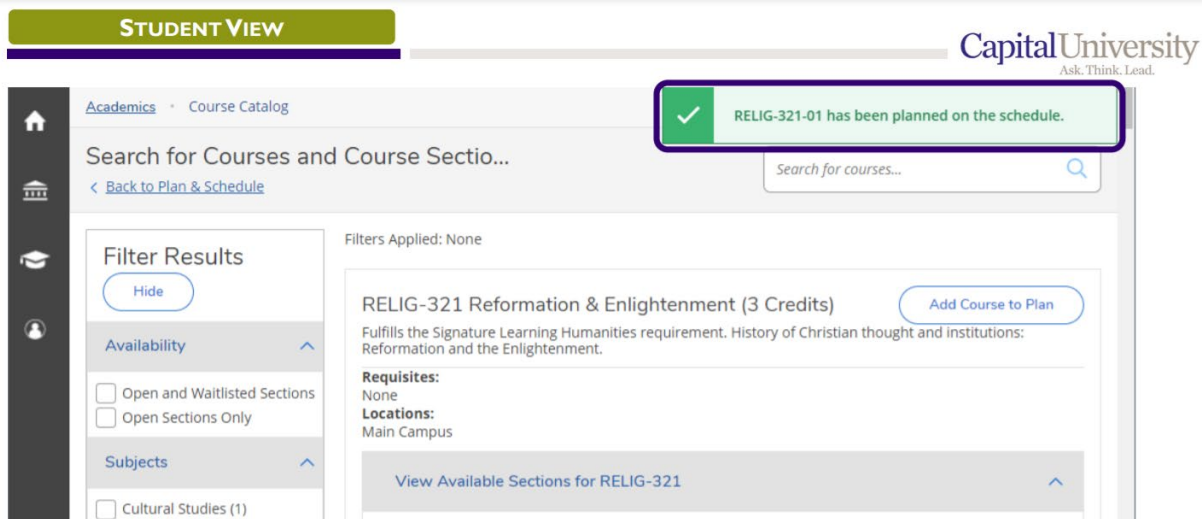 STUDENT VIEW
Capital University
Ask. Think. Lead.
Academics · Course Catalog
RELIG-321-01 has been planned on the schedule.
Search for Courses and Course Sectio...
< Back to Plan & Schedule
Search for courses...
Filter Results
Hide
Availability
Open and Waitlisted Sections
Open Sections Only
Subjects
Cultural Studies (1)
Filters Applied: None
RELIG-321 Reformation & Enlightenment (3 Credits)
Add Course to Plan
Fulfills the Signature Learning Humanities requirement. History of Christian thought and institutions:
Reformation and the Enlightenment.
Requisites:
None
Locations:
Main Campus
View Available Sections for RELIG-321